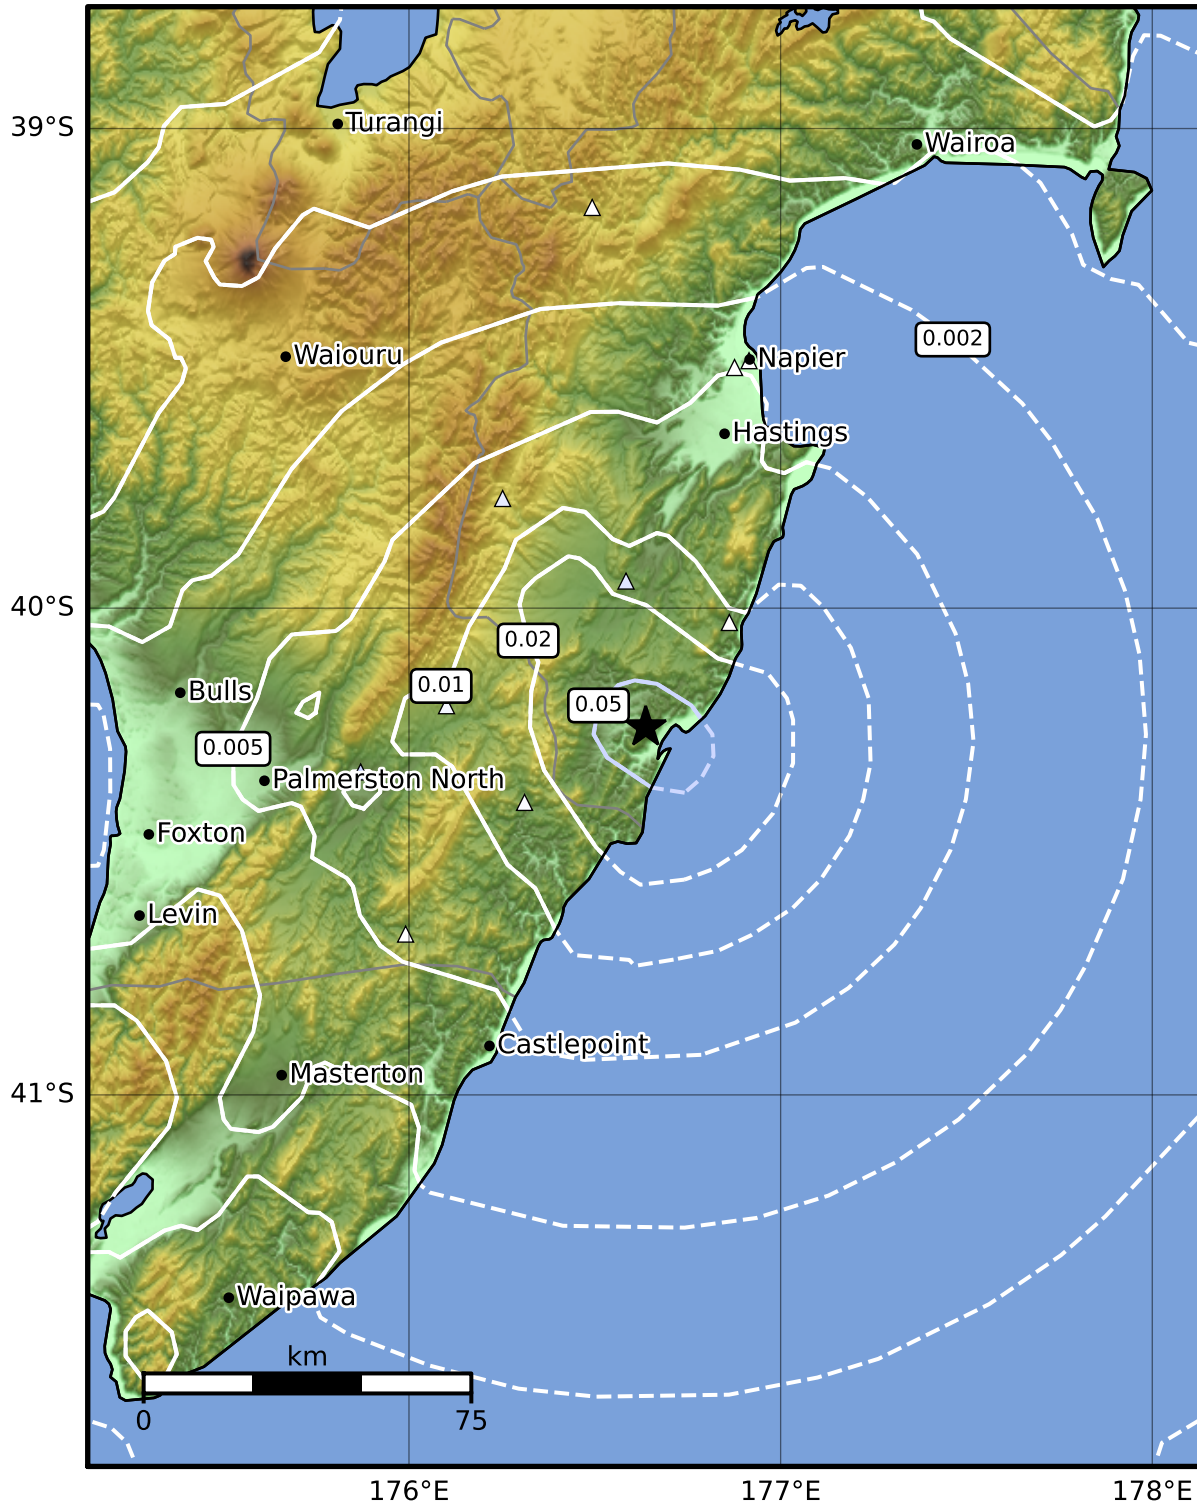 39°S
Turangi
Wairoa
Waiouru
0.002
Napier
Hastings
40°S
0.02
0.01
Bulls
0.05
0.005
Palmerston North
Foxton
Levin
Castlepoint
Masterton
41°S
Waipawa
km
0 75
176°E 177°E 178°E